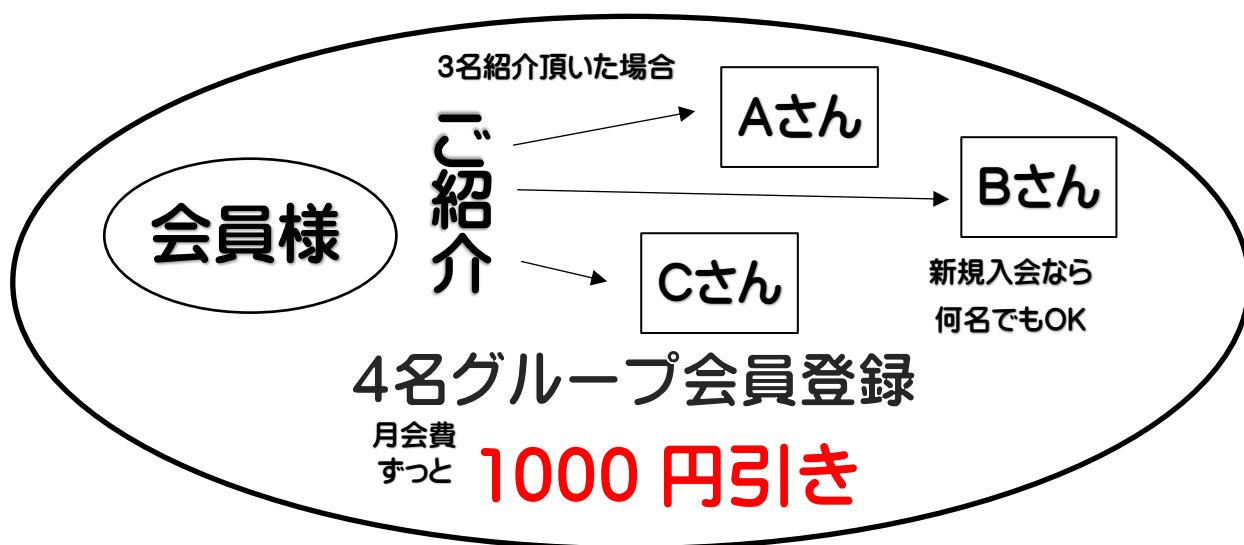 3名紹介頂いた場合
会員様
ご紹介
Aさん
Bさん
Cさん
新規入会なら
何名でもOK
4名グループ会員登録
月会費
ずっと
1000 円引き